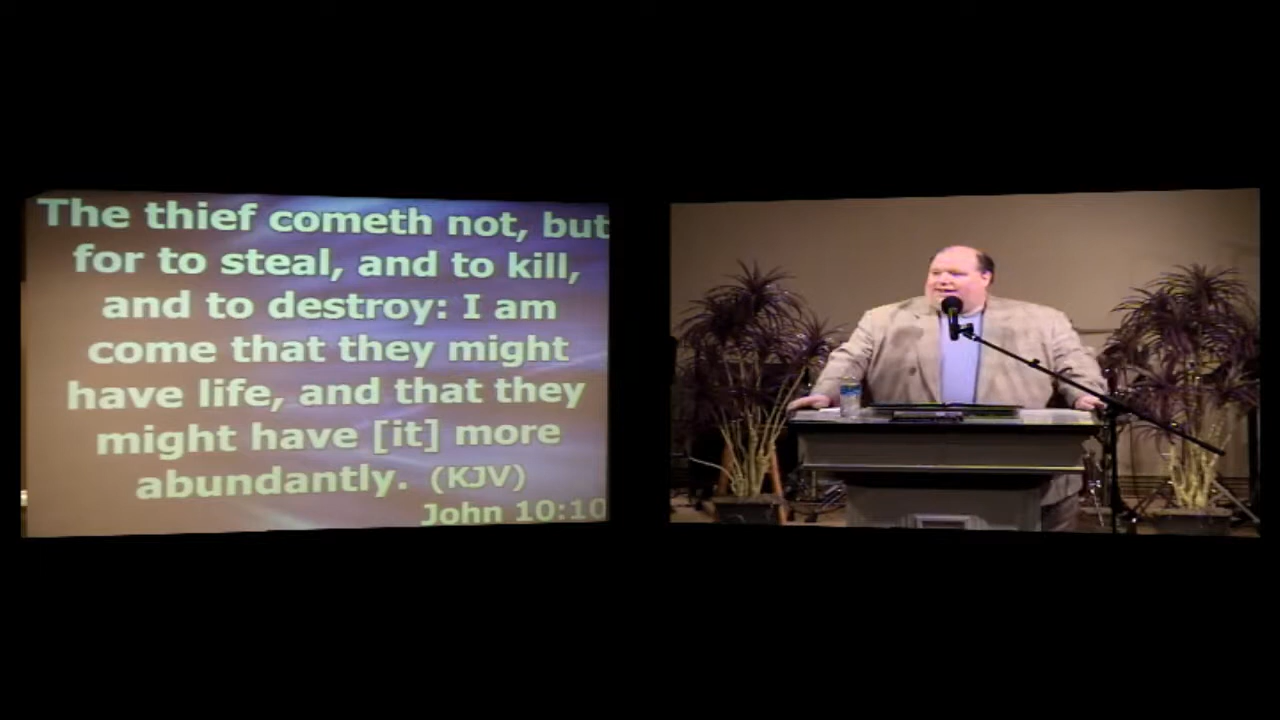 The thief cometh not, but
for to steal, and to kill,
and to destroy: I am
come that they might
have life, and that they
might have [it] more
abundantly. (KJV)
John 10:10